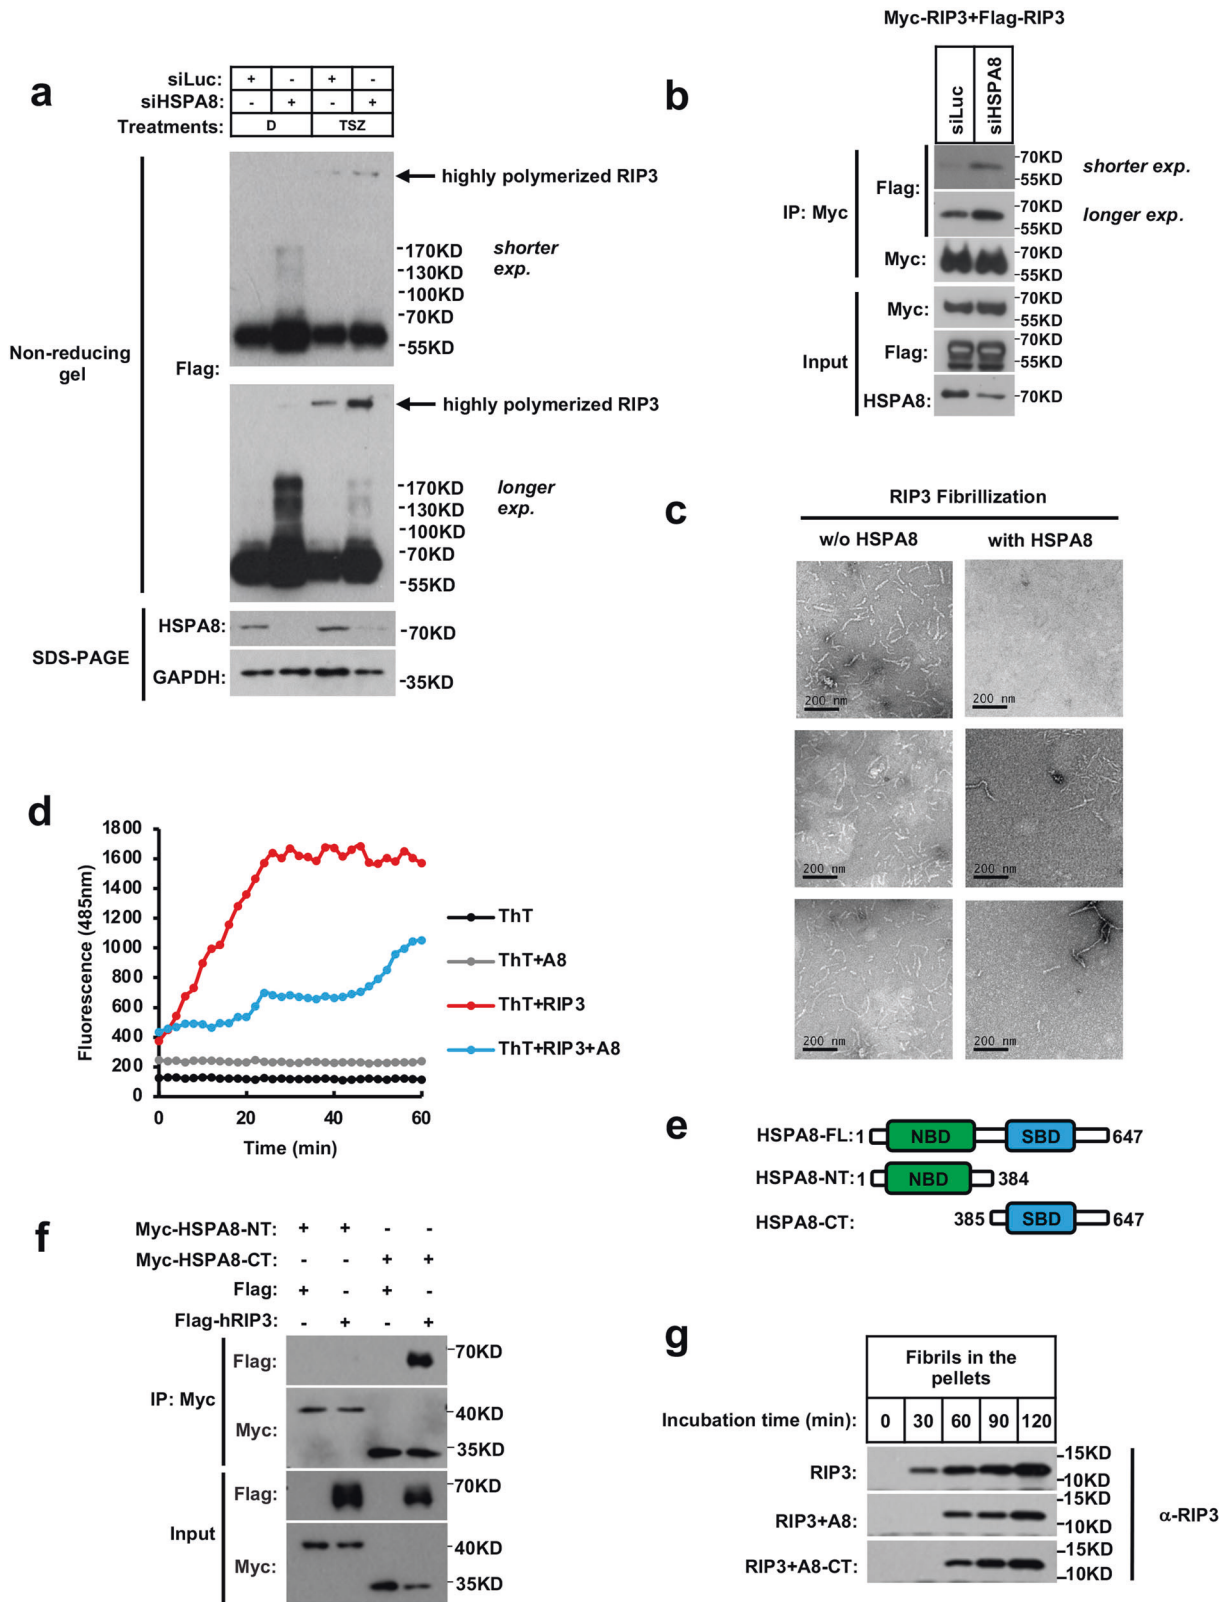 a
siLuc: + - + -
siHSPA8: - + - +
Treatments: D TSZ
highly polymerized RIP3
-170KD
-130KD
-100KD
-70KD
-55KD
shorter
exp.
Non-reducing
gel
Flag:
highly polymerized RIP3
-170KD
-130KD
-100KD
-70KD
-55KD
longer
exp.
SDS-PAGE
HSPA8: -70KD
GAPDH: -35KD
b
Myc-RIP3+Flag-RIP3
siLuc siHSPA8
IP: Myc
Flag:
-70KD
-55KD
shorter exp.
-70KD
-55KD
longer exp.
Myc:
-70KD
-55KD
Input
Myc:
-70KD
-55KD
Flag:
-70KD
-55KD
HSPA8: -70KD
c
RIP3 Fibrillization
w/o HSPA8 with HSPA8
200 nm 200 nm
200 nm 200 nm
200 nm 200 nm
d
1800
1600
1400
1200
1000
800
600
400
200
0
Fluorescence (485nm)
0 20 40 60
Time (min)
ThT
ThT+A8
ThT+RIP3
ThT+RIP3+A8
e
HSPA8-FL: 1 NBD SBD 647
HSPA8-NT: 1 NBD 384
HSPA8-CT: 385 SBD 647
f
Myc-HSPA8-NT: + + - -
Myc-HSPA8-CT: - - + +
Flag: + - + -
Flag-hRIP3: - + - +
IP: Myc
Flag: -70KD
Myc:
-40KD
-35KD
Input
Flag: -70KD
Myc:
-40KD
-35KD
g
Fibrils in the
pellets
Incubation time (min): 0 30 60 90 120
RIP3:
-15KD
-10KD
RIP3+A8:
-15KD
-10KD
RIP3+A8-CT:
-15KD
-10KD
α-RIP3